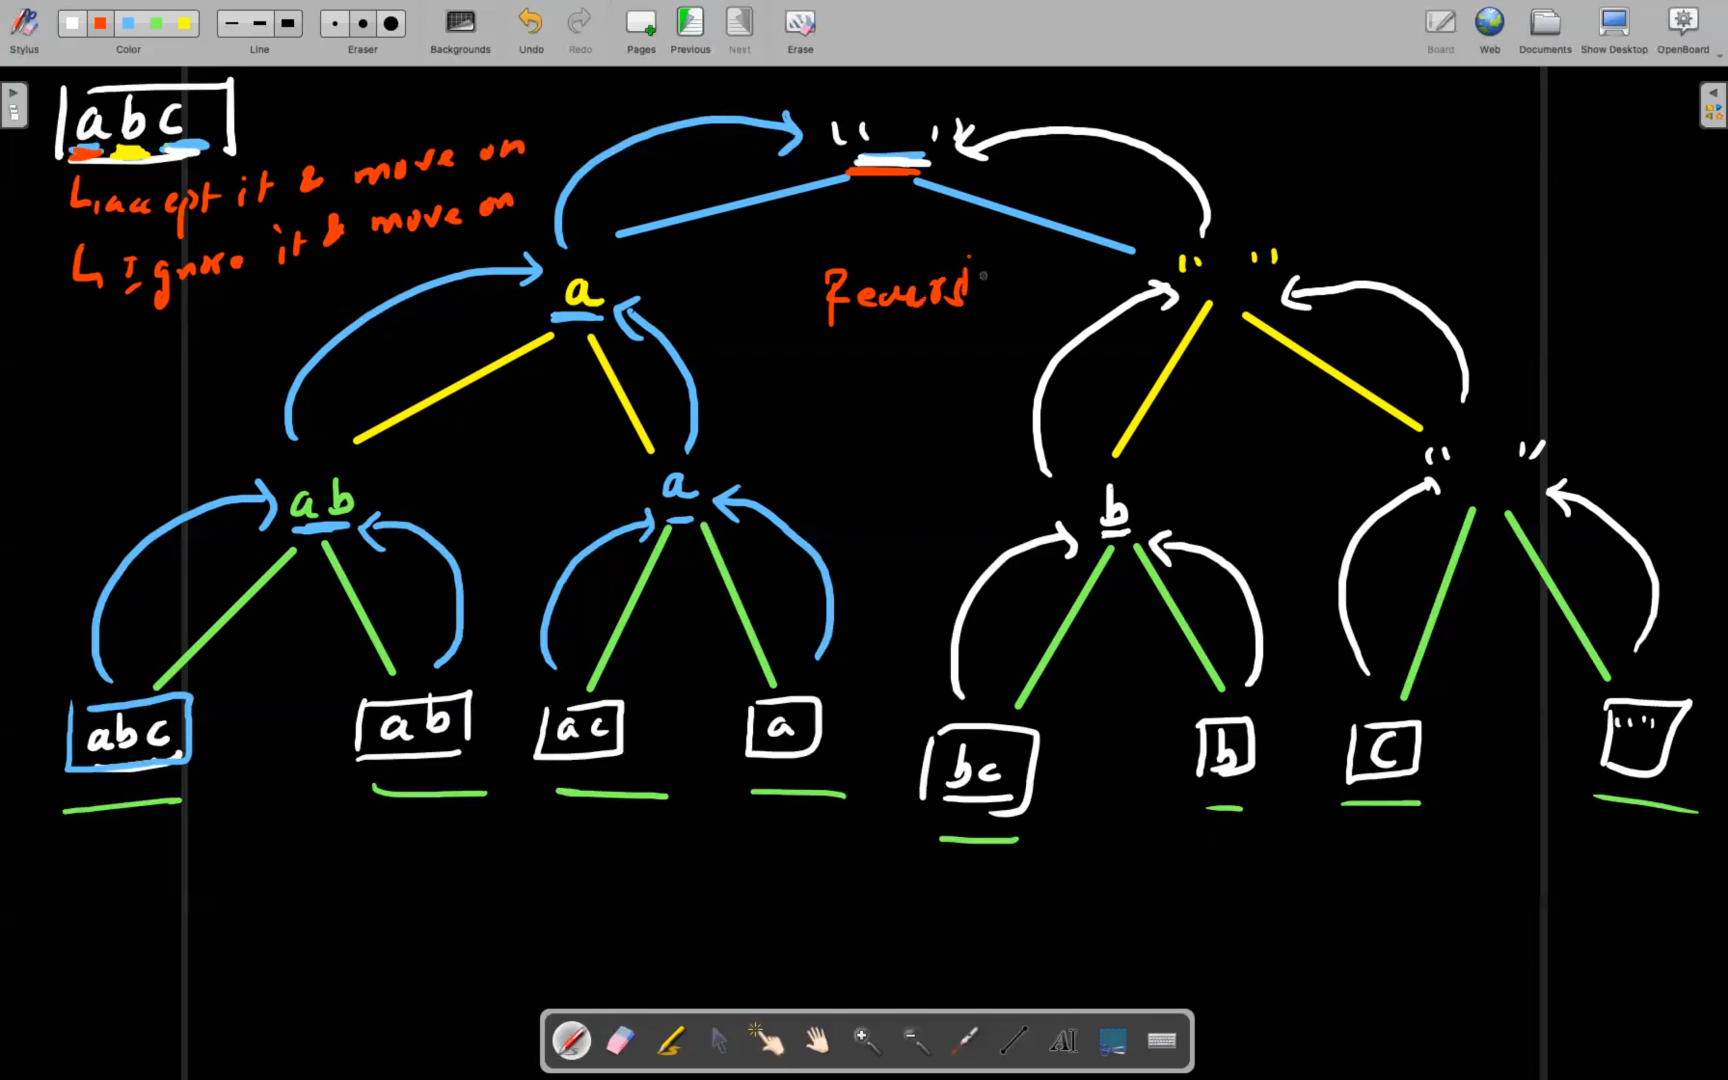 Stylus Color Line Eraser Backgrounds Undo Redo Pages Previous Next Erase Board Web Documents Show Desktop OpenBoard
abc
accept it & move on
Ignore it & move on
" "
a
" "
Recursi
ab
a
b
" "
abc
ab
ac
a
bc
b
c
" "
AI